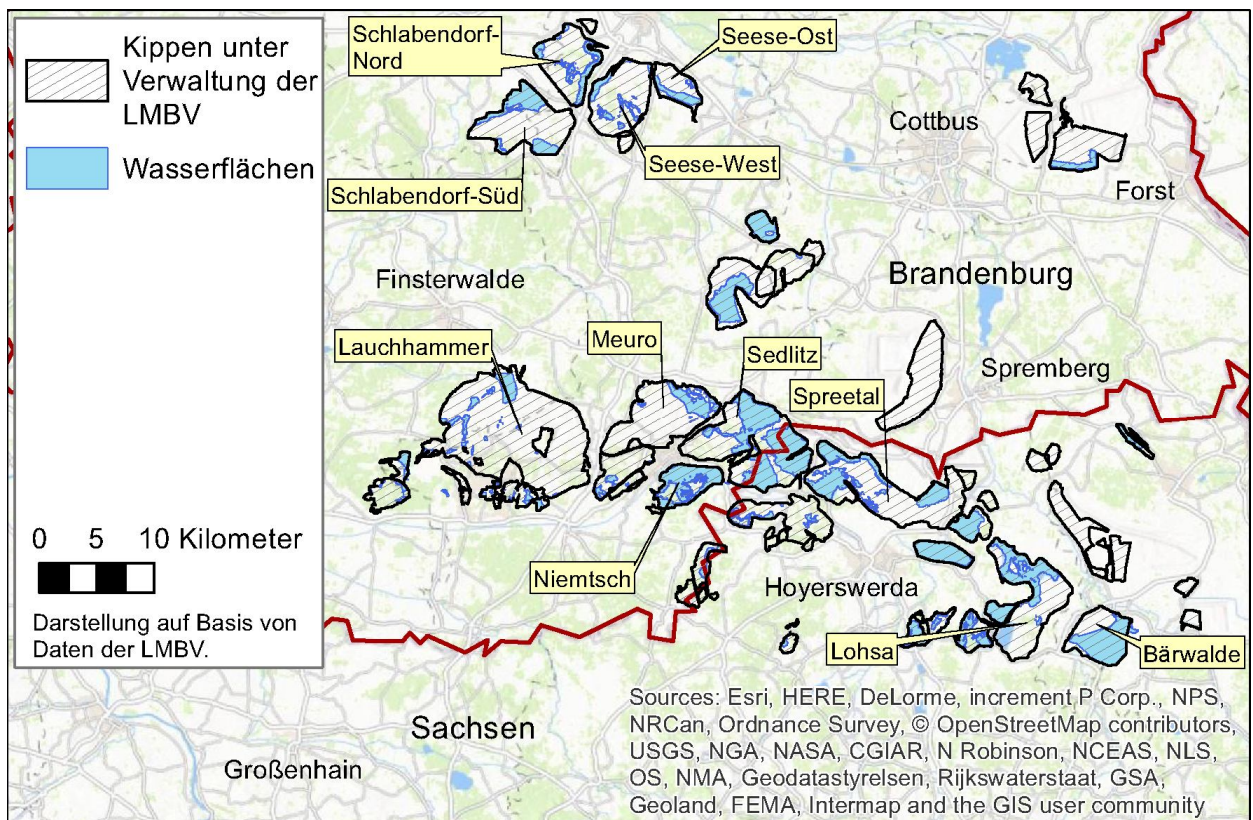 Kippen unter
Verwaltung der
LMBV
Wasserflächen
0 5 10 Kilometer
Darstellung auf Basis von
Daten der LMBV.
Schlabendorf-
Nord
Seese-Ost
Seese-West
Schlabendorf-Süd
Cottbus
Forst
Finsterwalde
Brandenburg
Lauchhammer
Meuro
Sedlitz
Spreetal
Spremberg
Niemtsch
Hoyerswerda
Lohsa
Bärwalde
Sachsen
Großenhain
Sources: Esri, HERE, DeLorme, increment P Corp., NPS,
NRCan, Ordnance Survey, © OpenStreetMap contributors,
USGS, NGA, NASA, CGIAR, N Robinson, NCEAS, NLS,
OS, NMA, Geodatastyrelsen, Rijkswaterstaat, GSA,
Geoland, FEMA, Intermap and the GIS user community